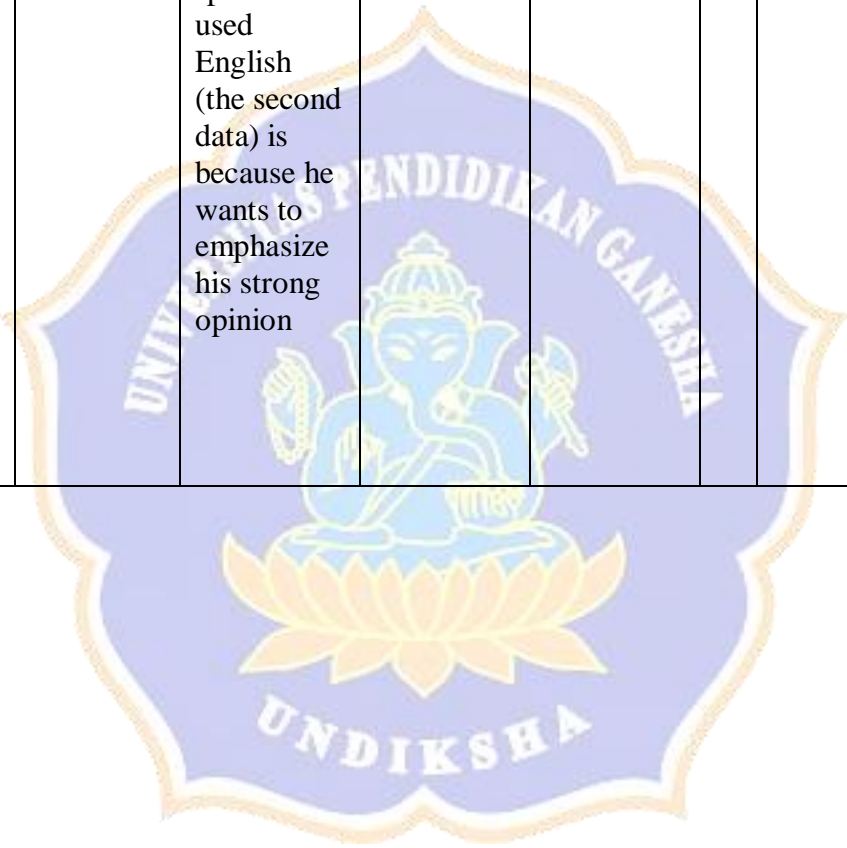 used
English
(the second
data) is
because he
wants to
emphasize
his strong
opinion
UNIVERSITAS PENDIDIKAN GANESHA
UNDIKSHA